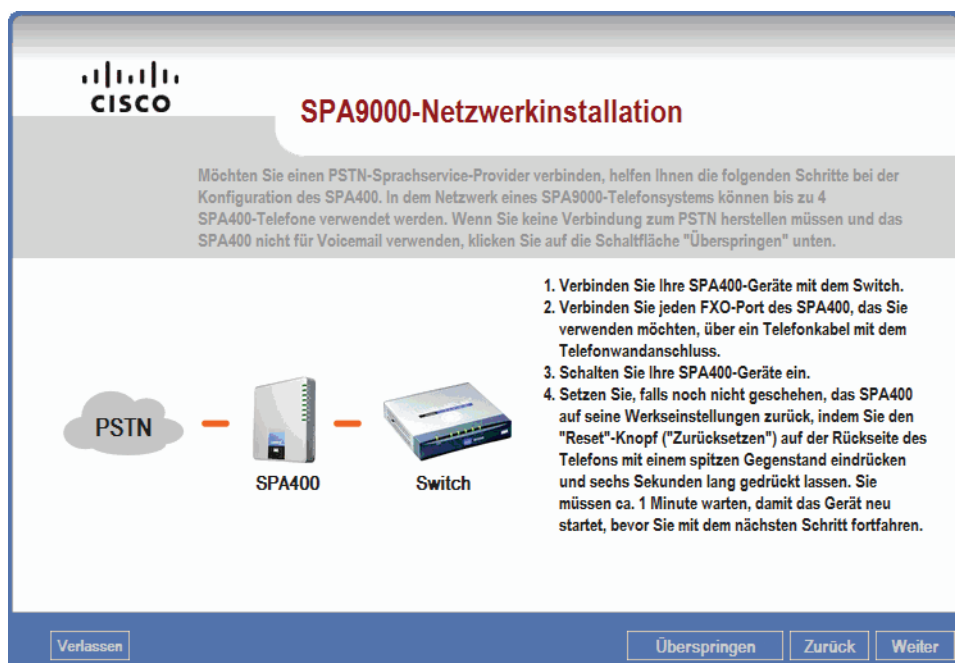 CISCO
SPA9000-Netzwerkinstallation
Möchten Sie einen PSTN-Sprachservice-Provider verbinden, helfen Ihnen die folgenden Schritte bei der
Konfiguration des SPA400. In dem Netzwerk eines SPA9000-Telefonsystems können bis zu 4
SPA400-Telefone verwendet werden. Wenn Sie keine Verbindung zum PSTN herstellen müssen und das
SPA400 nicht für Voicemail verwenden, klicken Sie auf die Schaltfläche "Überspringen" unten.
1. Verbinden Sie Ihre SPA400-Geräte mit dem Switch.
2. Verbinden Sie jeden FXO-Port des SPA400, das Sie
verwenden möchten, über ein Telefonkabel mit dem
Telefonwandanschluss.
3. Schalten Sie Ihre SPA400-Geräte ein.
4. Setzen Sie, falls noch nicht geschehen, das SPA400
auf seine Werkseinstellungen zurück, indem Sie den
"Reset"-Knopf ("Zurücksetzen") auf der Rückseite des
Telefons mit einem spitzen Gegenstand eindrücken
und sechs Sekunden lang gedrückt lassen. Sie
müssen ca. 1 Minute warten, damit das Gerät neu
startet, bevor Sie mit dem nächsten Schritt fortfahren.
PSTN
SPA400
Switch
Verlassen
Überspringen
Zurück
Weiter